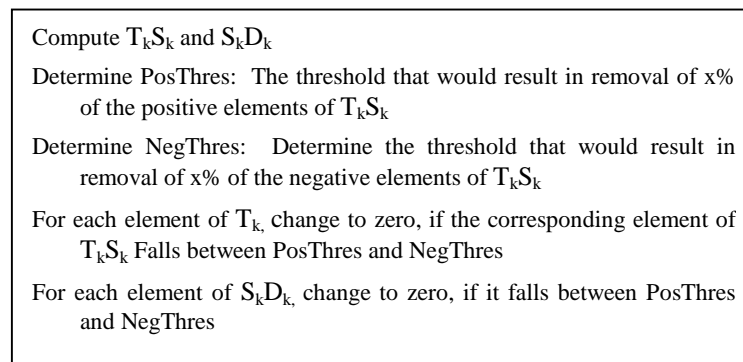 Compute TkSk and SkDk
Determine PosThres: The threshold that would result in removal of x%
of the positive elements of TkSk
Determine NegThres: Determine the threshold that would result in
removal of x% of the negative elements of TkSk
For each element of Tk, change to zero, if the corresponding element of
TkSk Falls between PosThres and NegThres
For each element of SkDk, change to zero, if it falls between PosThres
and NegThres